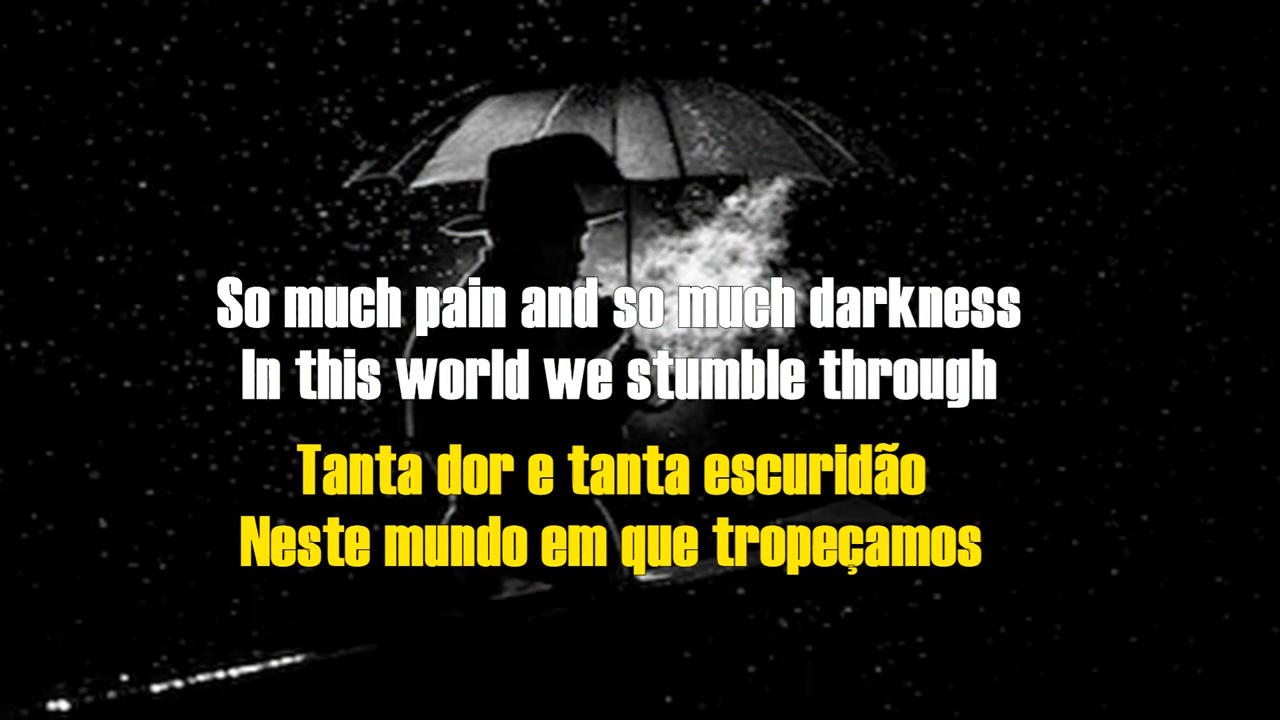 So much pain and so much darkness
In this world we stumble through
Tanta dor e tanta escuridão
Neste mundo em que tropeçamos